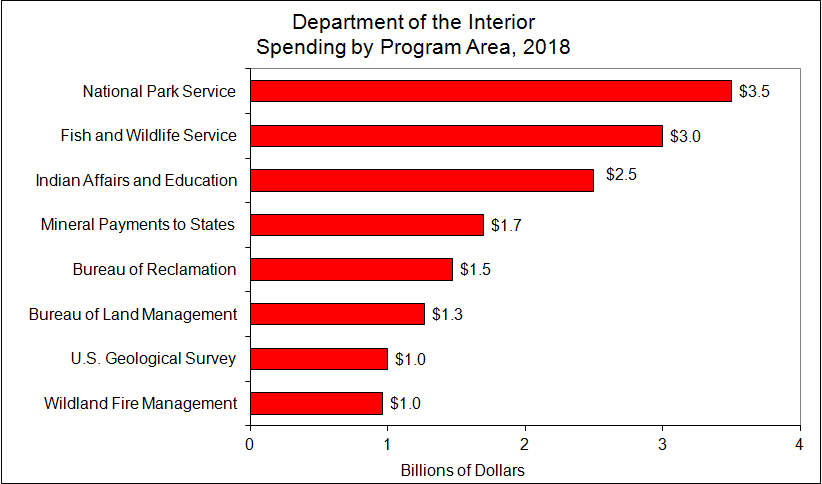 Department of the Interior
Spending by Program Area, 2018
National Park Service $3.5
Fish and Wildlife Service $3.0
Indian Affairs and Education $2.5
Mineral Payments to States $1.7
Bureau of Reclamation $1.5
Bureau of Land Management $1.3
U.S. Geological Survey $1.0
Wildland Fire Management $1.0
0 1 2 3 4
Billions of Dollars